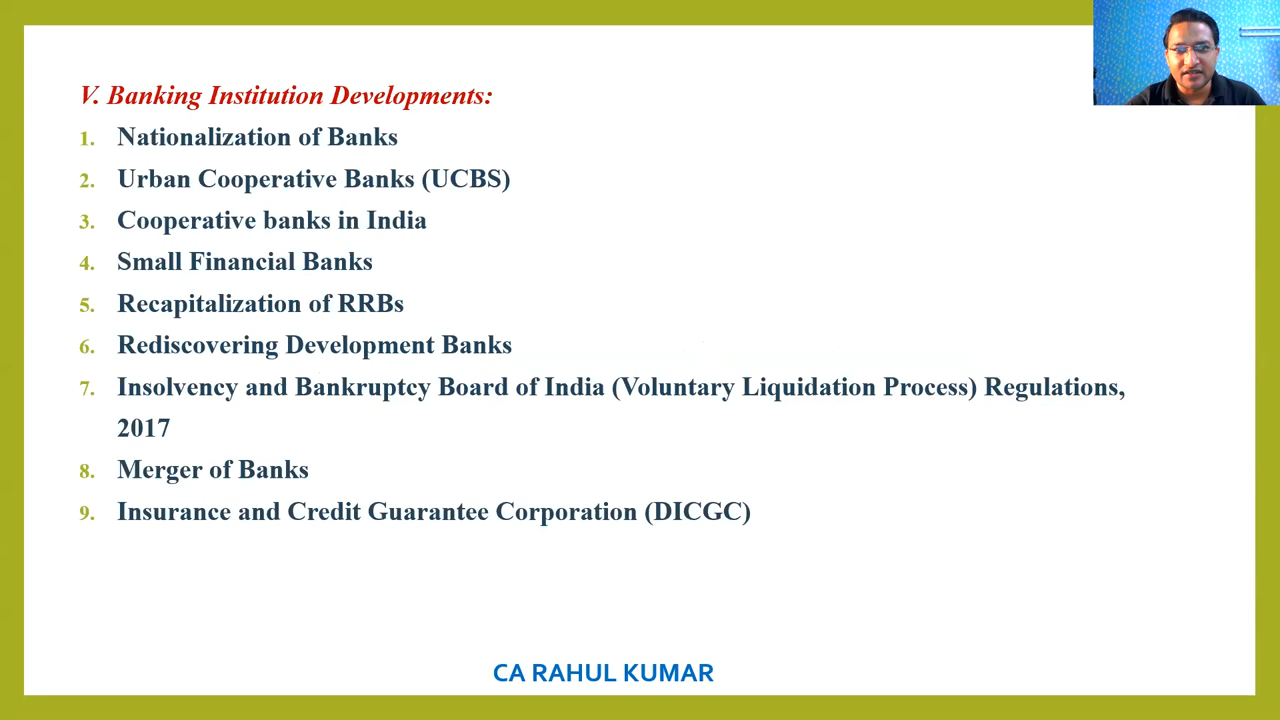 V. Banking Institution Developments:
1. Nationalization of Banks
2. Urban Cooperative Banks (UCBS)
3. Cooperative banks in India
4. Small Financial Banks
5. Recapitalization of RRBs
6. Rediscovering Development Banks
7. Insolvency and Bankruptcy Board of India (Voluntary Liquidation Process) Regulations,
2017
8. Merger of Banks
9. Insurance and Credit Guarantee Corporation (DICGC)
CA RAHUL KUMAR